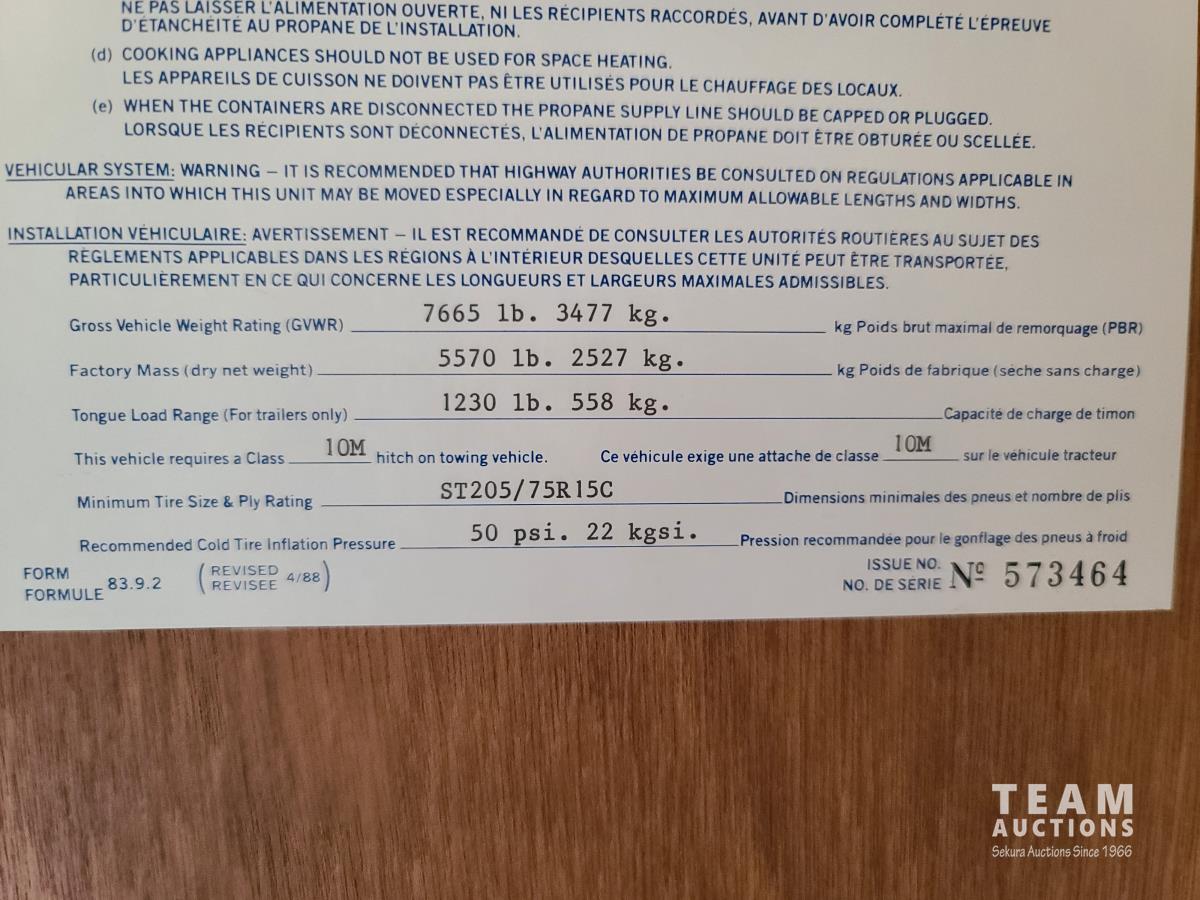 NE PAS LAISSER L'ALIMENTATION OUVERTE, NI LES RÉCIPIENTS RACCORDÉS, AVANT D'AVOIR COMPLÉTÉ L'ÉPREUVE
D'ÉTANCHÉITÉ AU PROPANE DE L'INSTALLATION.
(d) COOKING APPLIANCES SHOULD NOT BE USED FOR SPACE HEATING.
LES APPAREILS DE CUISSON NE DOIVENT PAS ÊTRE UTILISÉS POUR LE CHAUFFAGE DES LOCAUX.
(e) WHEN THE CONTAINERS ARE DISCONNECTED THE PROPANE SUPPLY LINE SHOULD BE CAPPED OR PLUGGED.
LORSQUE LES RÉCIPIENTS SONT DÉCONNECTÉS, L'ALIMENTATION DE PROPANE DOIT ÊTRE OBTURÉE OU SCELLÉE.
VEHICULAR SYSTEM: WARNING – IT IS RECOMMENDED THAT HIGHWAY AUTHORITIES BE CONSULTED ON REGULATIONS APPLICABLE IN
AREAS INTO WHICH THIS UNIT MAY BE MOVED ESPECIALLY IN REGARD TO MAXIMUM ALLOWABLE LENGTHS AND WIDTHS.
INSTALLATION VÉHICULAIRE: AVERTISSEMENT – IL EST RECOMMANDÉ DE CONSULTER LES AUTORITÉS ROUTIÈRES AU SUJET DES
RÈGLEMENTS APPLICABLES DANS LES RÉGIONS À L'INTÉRIEUR DESQUELLES CETTE UNITÉ PEUT ÊTRE TRANSPORTÉE,
PARTICULIÈREMENT EN CE QUI CONCERNE LES LONGUEURS ET LARGEURS MAXIMALES ADMISSIBLES.
Gross Vehicle Weight Rating (GVWR) 7665 lb. 3477 kg. kg Poids brut maximal de remorquage (PBR)
Factory Mass (dry net weight) 5570 lb. 2527 kg. kg Poids de fabrique (sèche sans charge)
Tongue Load Range (For trailers only) 1230 lb. 558 kg. Capacité de charge de timon
This vehicle requires a Class 10M hitch on towing vehicle. Ce véhicule exige une attache de classe 10M sur le véhicule tracteur
Minimum Tire Size & Ply Rating ST205/75R15C Dimensions minimales des pneus et nombre de plis
Recommended Cold Tire Inflation Pressure 50 psi. 22 kgsi. Pression recommandée pour le gonflage des pneus à froid
FORM
FORMULE 83.9.2 (REVISED
REVISEE 4/88)
ISSUE NO.
NO. DE SÉRIE Nº 573464
TEAM
AUCTIONS
Sekura Auctions Since 1966